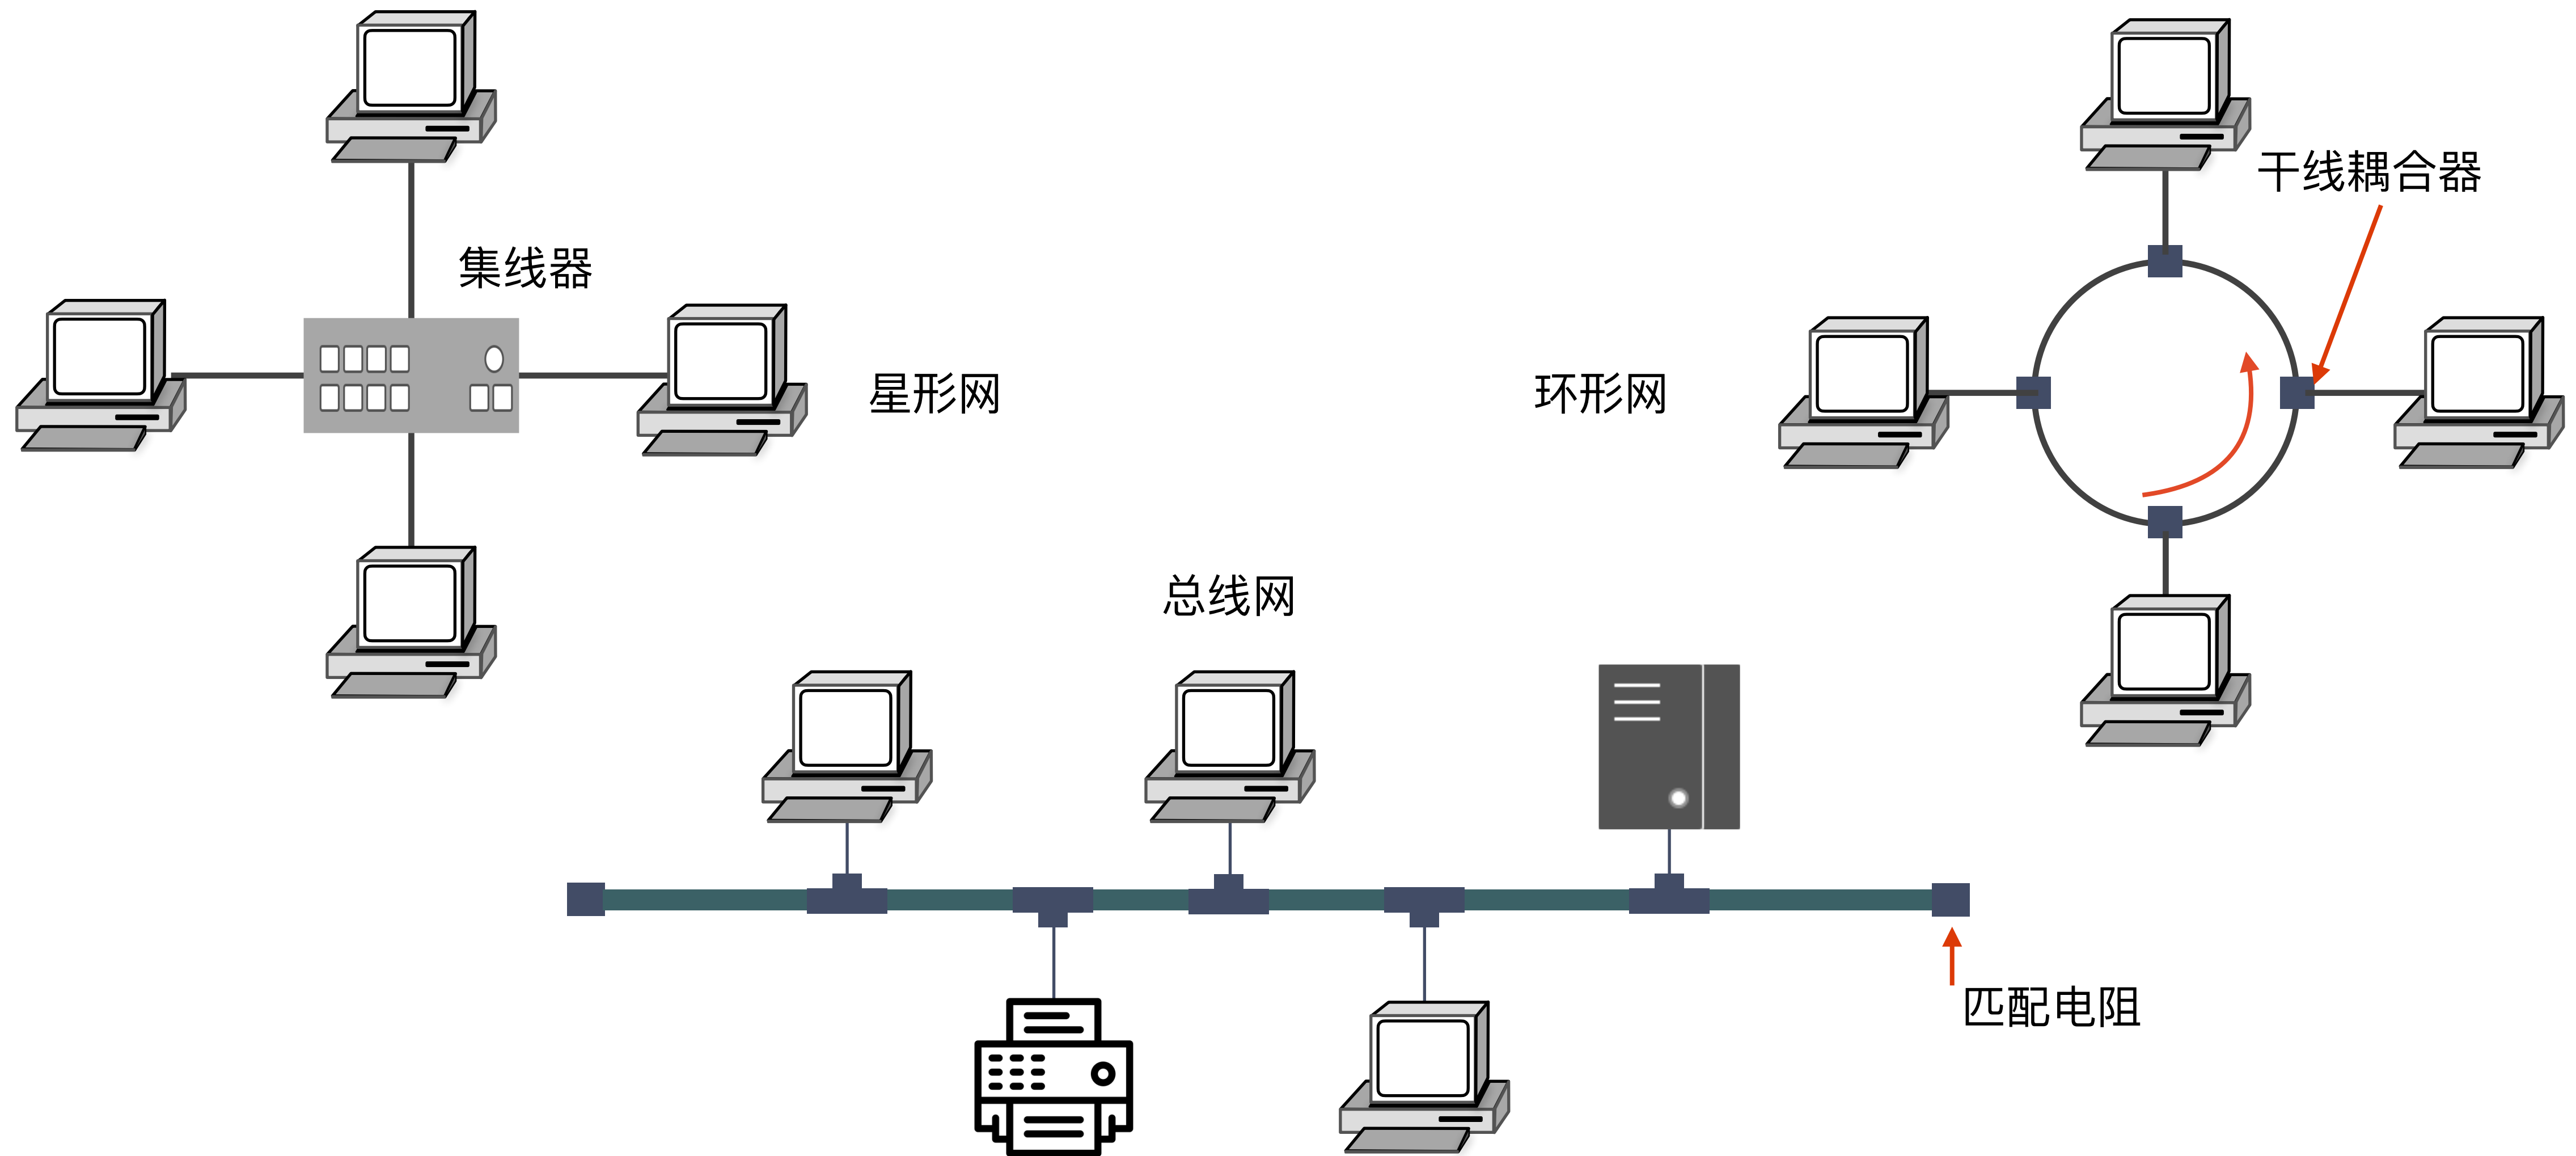 干线耦合器
集线器
星形网
环形网
总线网
匹配电阻